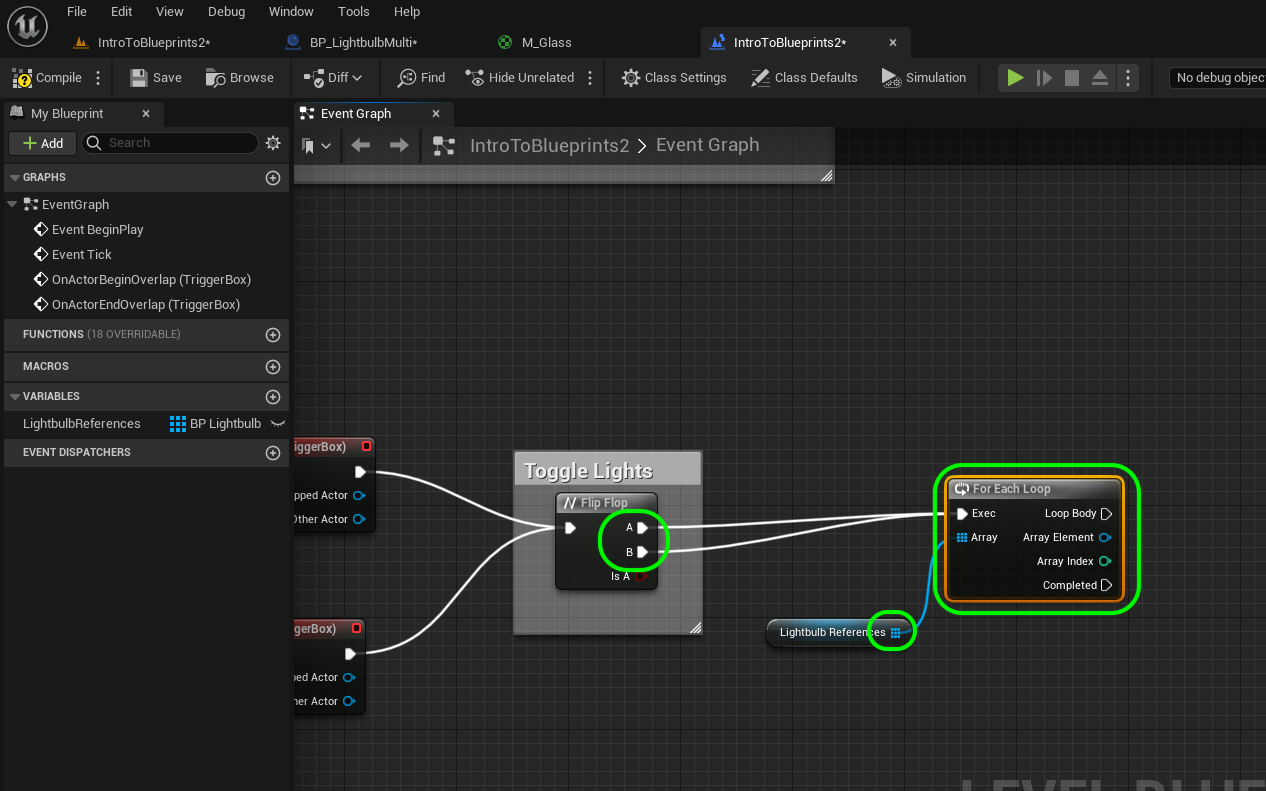 File Edit View Debug Window Tools Help
IntroToBlueprints2* BP_LightbulbMulti* M_Glass IntroToBlueprints2*
Compile Save Browse Diff Find Hide Unrelated Class Settings Class Defaults Simulation No debug objec
My Blueprint Event Graph
Add Search IntroToBlueprints2 > Event Graph
GRAPHS
EventGraph
Event BeginPlay
Event Tick
OnActorBeginOverlap (TriggerBox)
OnActorEndOverlap (TriggerBox)
FUNCTIONS (18 OVERRIDABLE)
MACROS
VARIABLES
LightbulbReferences BP Lightbulb
EVENT DISPATCHERS
iggerBox)
pped Actor
Other Actor
Toggle Lights
Flip Flop
A
B
Is A
For Each Loop
Exec Loop Body
Array Array Element
Array Index
Completed
Lightbulb References
ggerBox)
ped Actor
her Actor
LEVEL BLUE